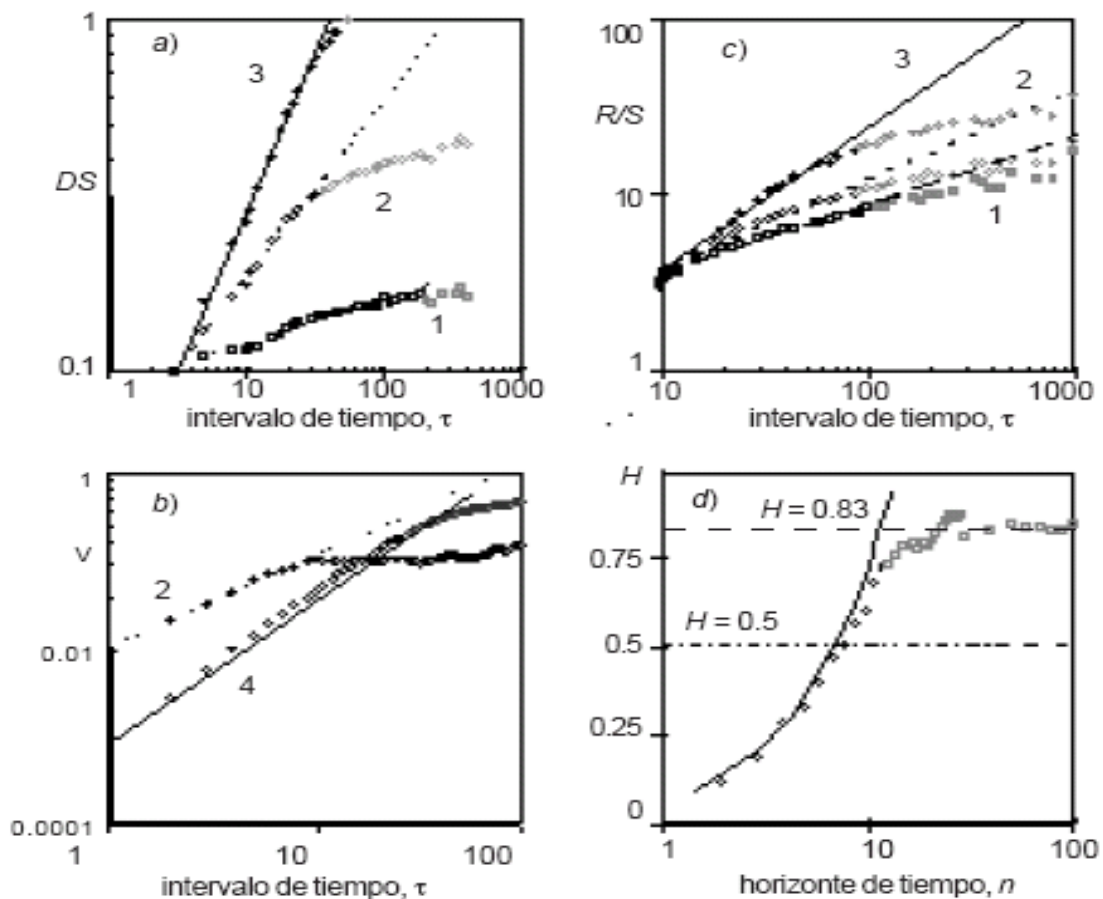 a)
1
3
DS
2
0.1
1
1 10 100 1000
intervalo de tiempo, τ
c)
100
3
2
R/S
10
1
1
10 100 1000
intervalo de tiempo, τ
b)
1
V
2
0.01
4
0.0001
1 10 100
intervalo de tiempo, τ
d)
H
H = 0.83
0.75
H = 0.5
0.5
0.25
0
1 10 100
horizonte de tiempo, n